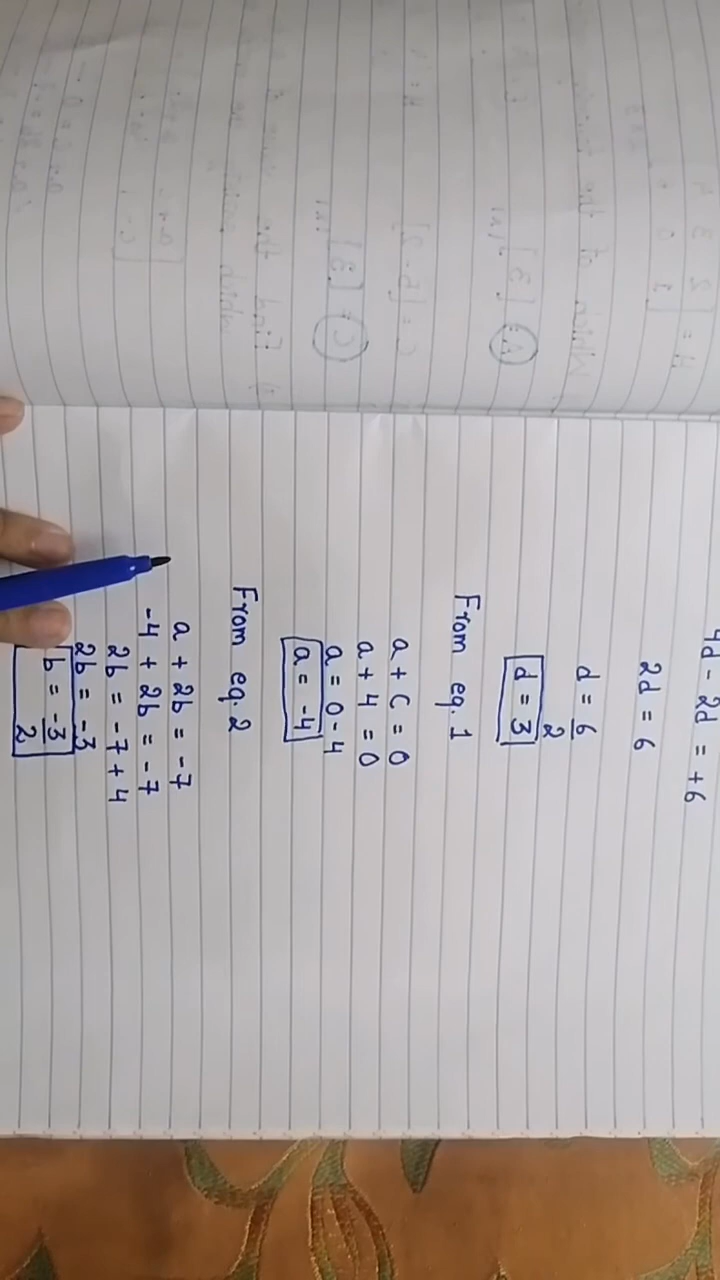 4d - 2d = +6
2d = 6
d = 6/2
d = 3
From eq. 1
a + c = 0
a + 4 = 0
a = 0 - 4
a = -4
From eq. 2
a + 2b = -7
-4 + 2b = -7
2b = -7 + 4
2b = -3
b = -3/2